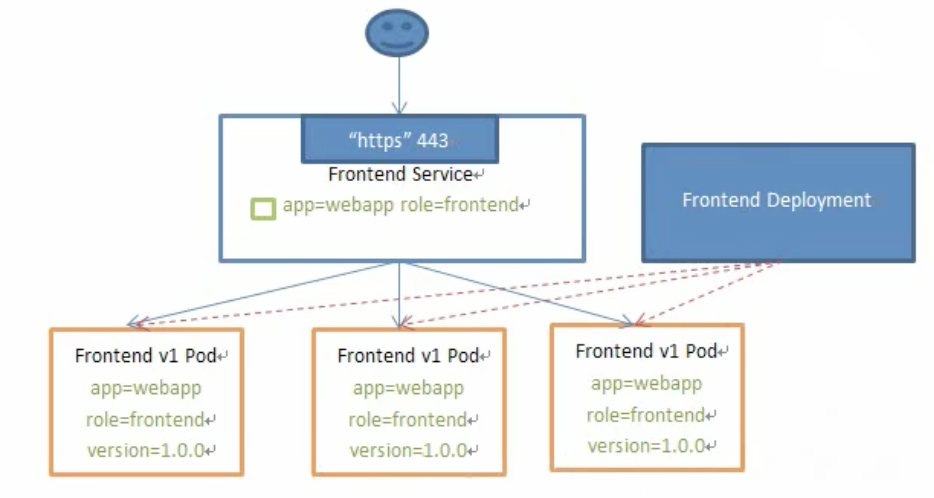 “https” 443
Frontend Service
app=webapp role=frontend
Frontend Deployment
Frontend v1 Pod
app=webapp
role=frontend
version=1.0.0
Frontend v1 Pod
app=webapp
role=frontend
version=1.0.0
Frontend v1 Pod
app=webapp
role=frontend
version=1.0.0